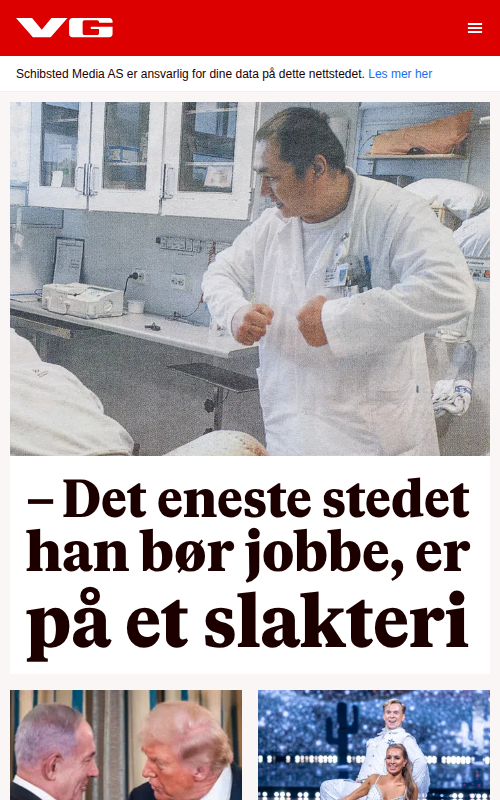 VG
Schibsted Media AS er ansvarlig for dine data på dette nettstedet. Les mer her
– Det eneste stedet
han bør jobbe, er
på et slakteri